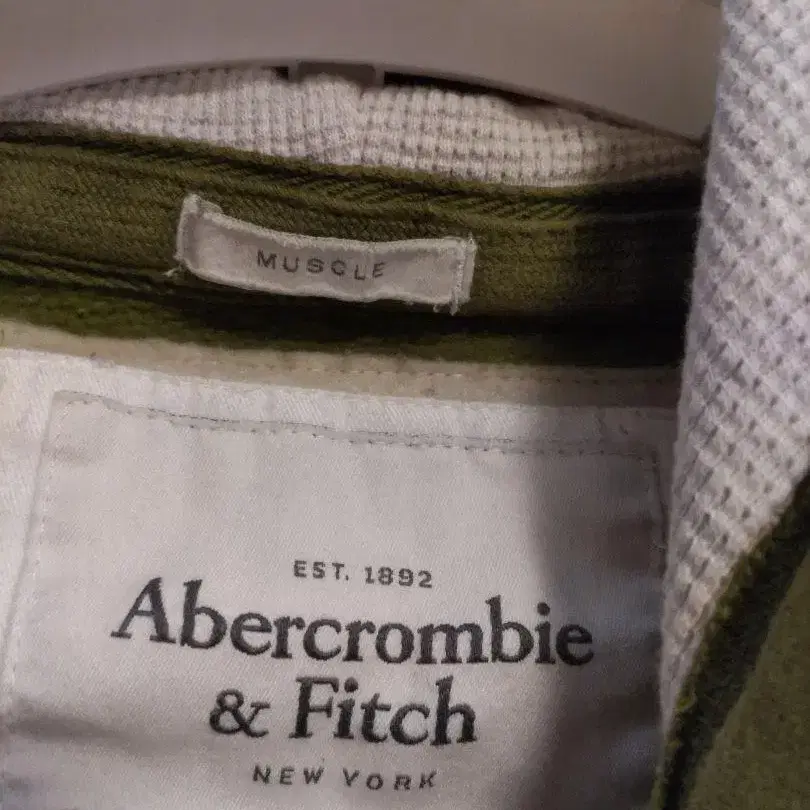 MUSCLE
EST. 1892
Abercrombie
& Fitch
NEW YORK